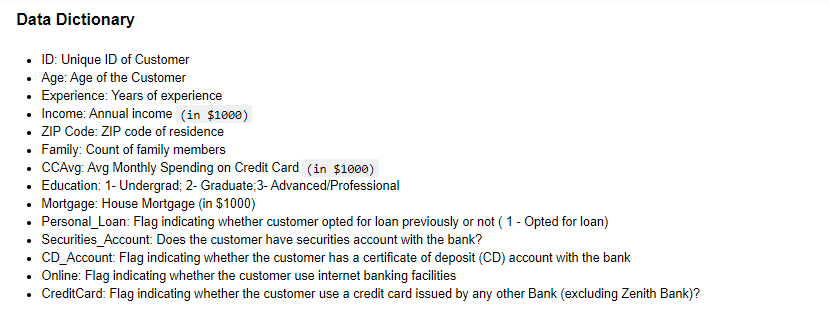 Data Dictionary
• ID: Unique ID of Customer
• Age: Age of the Customer
• Experience: Years of experience
• Income: Annual income (in $1000)
• ZIP Code: ZIP code of residence
• Family: Count of family members
• CCAvg: Avg Monthly Spending on Credit Card (in $1000)
• Education: 1- Undergrad; 2- Graduate;3- Advanced/Professional
• Mortgage: House Mortgage (in $1000)
• Personal_Loan: Flag indicating whether customer opted for loan previously or not ( 1 - Opted for loan)
• Securities_Account: Does the customer have securities account with the bank?
• CD_Account: Flag indicating whether the customer has a certificate of deposit (CD) account with the bank
• Online: Flag indicating whether the customer use internet banking facilities
• CreditCard: Flag indicating whether the customer use a credit card issued by any other Bank (excluding Zenith Bank)?